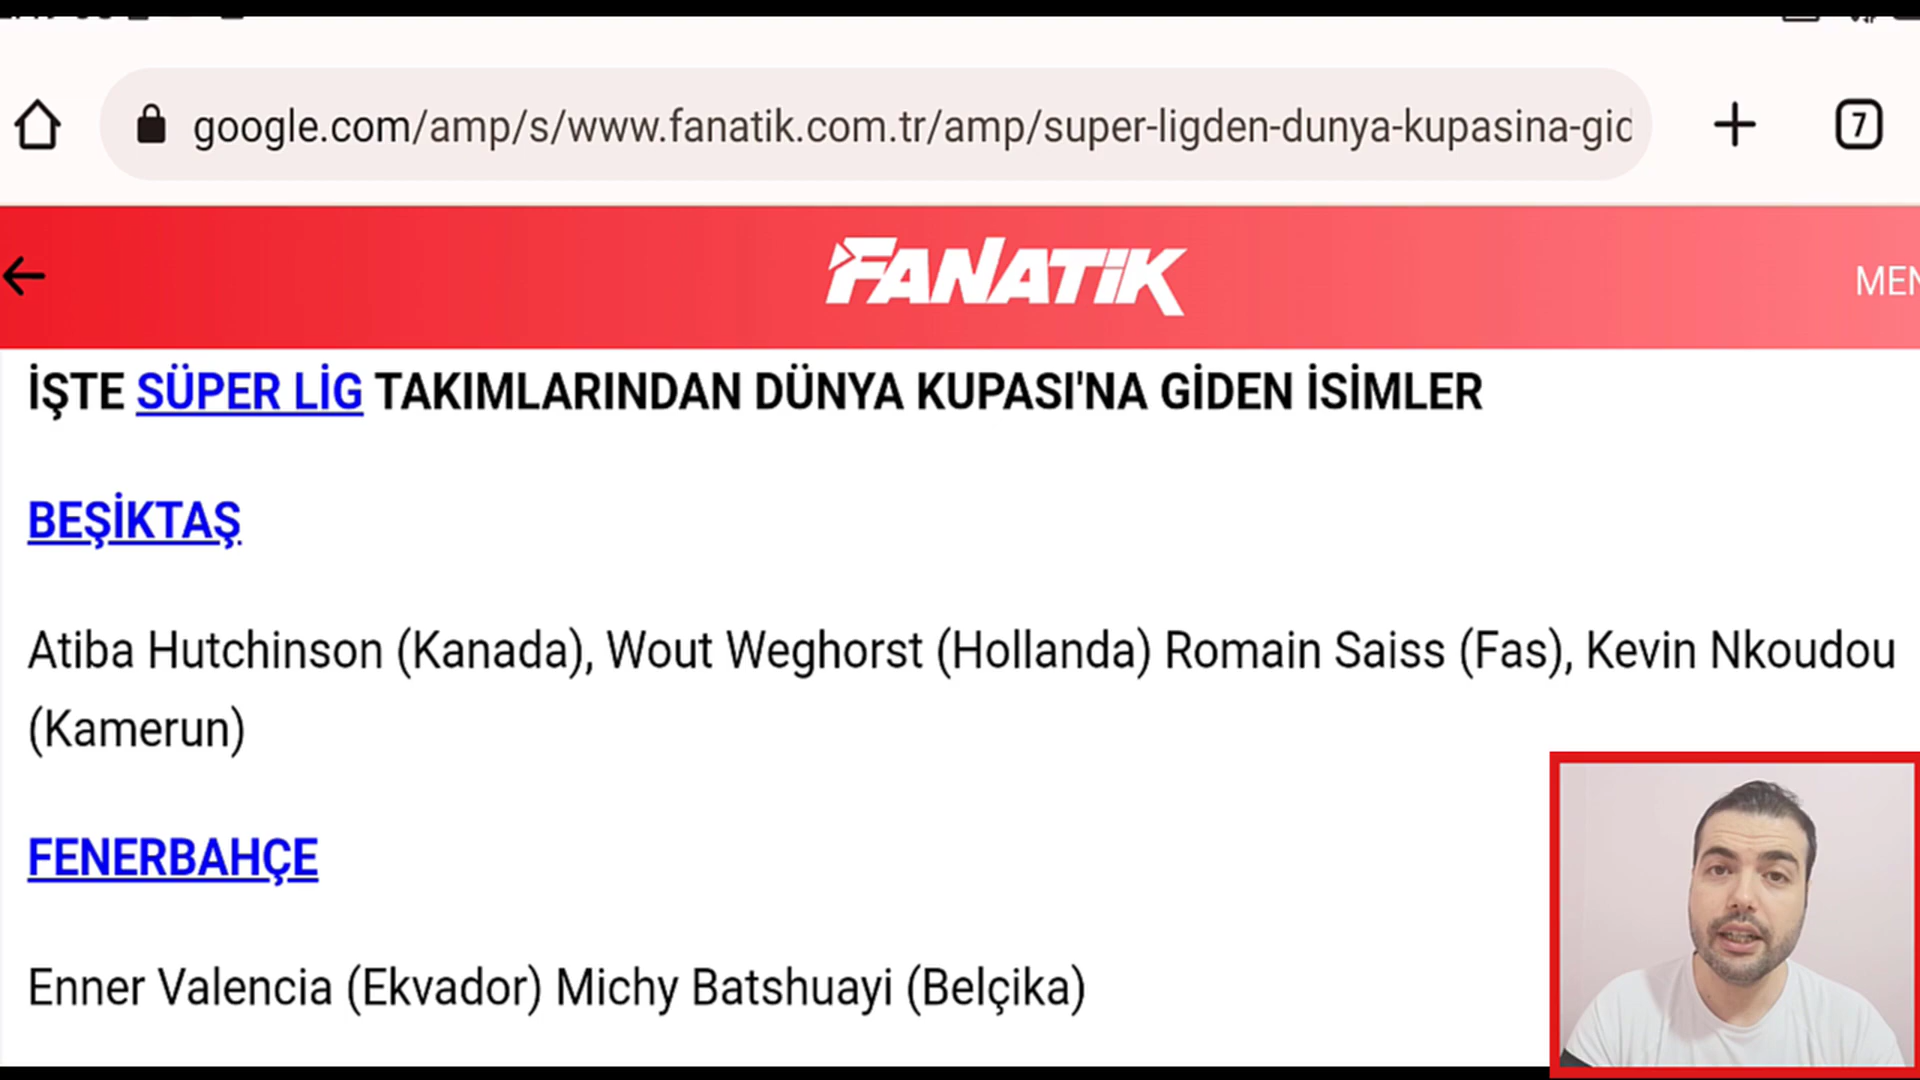 google.com/amp/s/www.fanatik.com.tr/amp/super-ligden-dunya-kupasina-gid
7
FANATiK
MEN
İŞTE SÜPER LİG TAKIMLARINDAN DÜNYA KUPASI'NA GİDEN İSİMLER
BEŞİKTAŞ
Atiba Hutchinson (Kanada), Wout Weghorst (Hollanda) Romain Saiss (Fas), Kevin Nkoudou
(Kamerun)
FENERBAHÇE
Enner Valencia (Ekvador) Michy Batshuayi (Belçika)